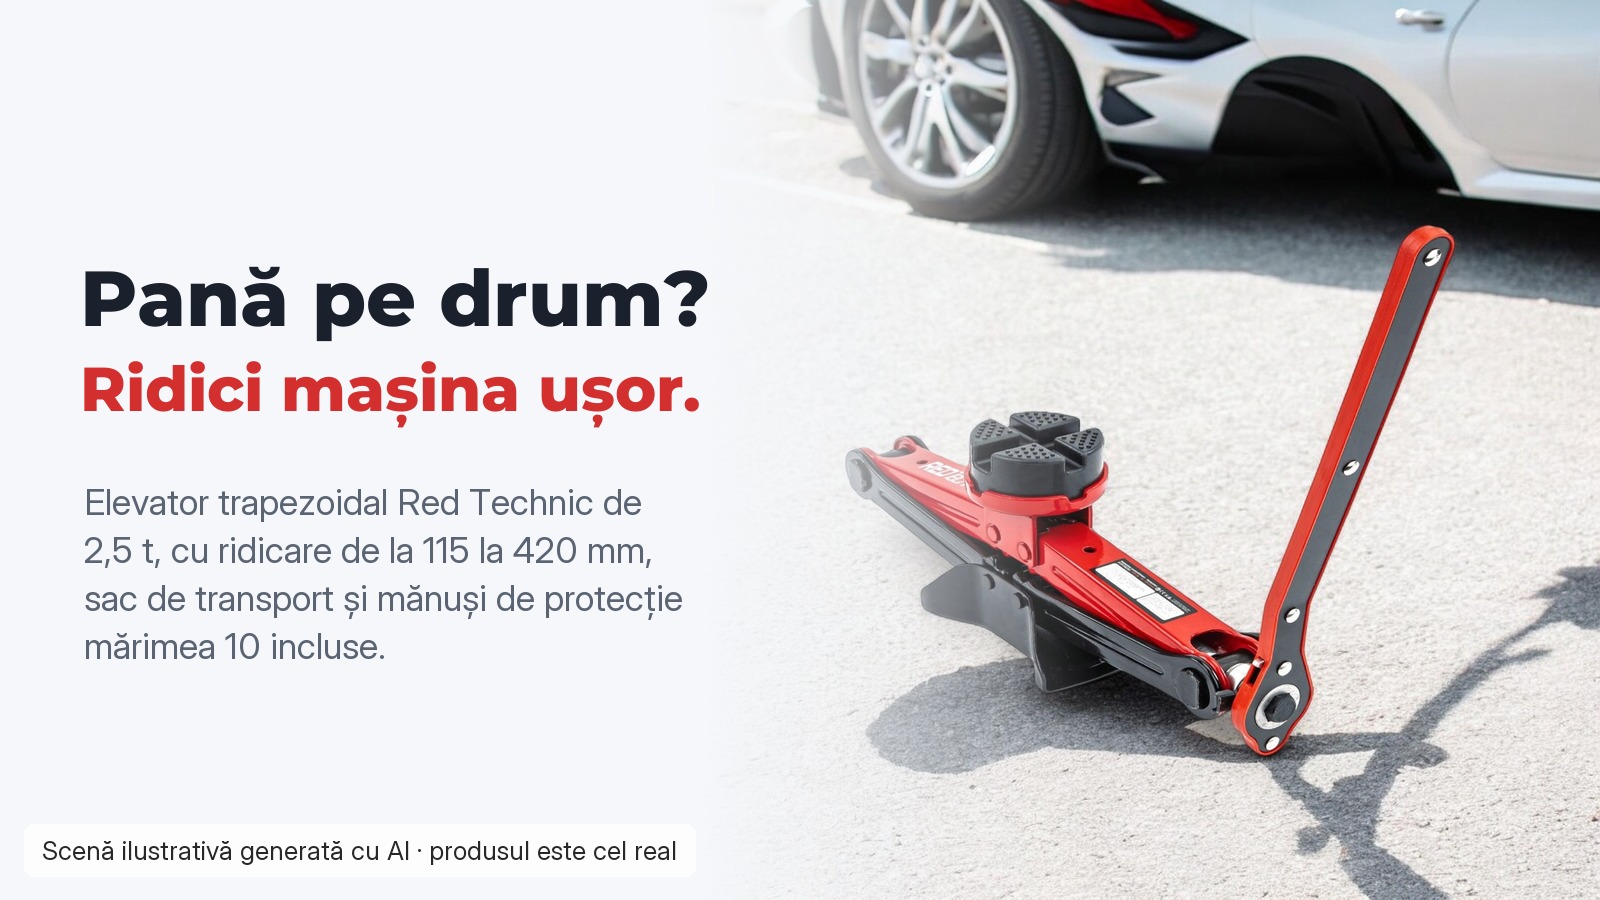 Pană pe drum?
Ridici mașina ușor.
Elevator trapezoidal Red Technic de
2,5 t, cu ridicare de la 115 la 420 mm,
sac de transport și mănuși de protecție
mărimea 10 incluse.
Scenă ilustrativă generată cu AI · produsul este cel real